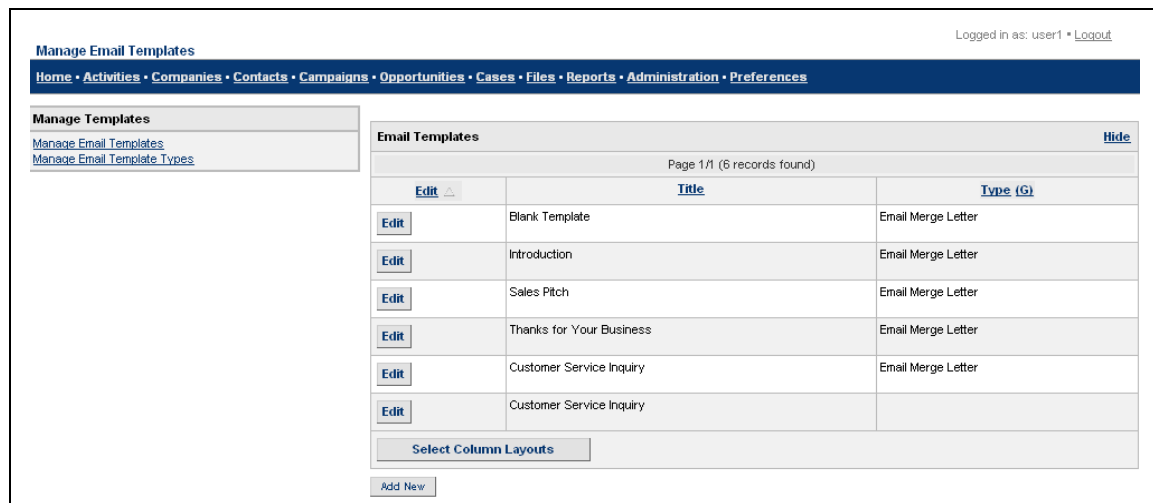 Logged in as: user1 • Logout
Manage Email Templates
Home • Activities • Companies • Contacts • Campaigns • Opportunities • Cases • Files • Reports • Administration • Preferences
Manage Templates
Manage Email Templates
Manage Email Template Types
Email Templates Hide
Page 1/1 (6 records found)
Edit △ Title Type (G)
Edit Blank Template Email Merge Letter
Edit Introduction Email Merge Letter
Edit Sales Pitch Email Merge Letter
Edit Thanks for Your Business Email Merge Letter
Edit Customer Service Inquiry Email Merge Letter
Edit Customer Service Inquiry
Select Column Layouts
Add New